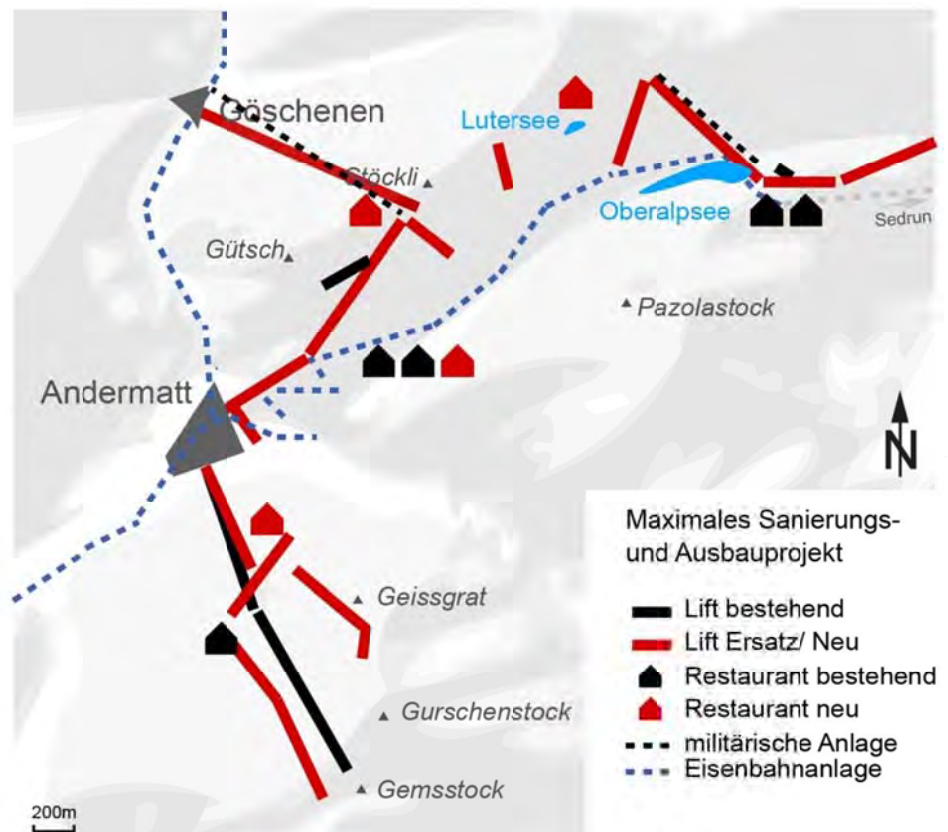 Göschenen
Lutersee
Stöckli
Oberalpsee
Sedrun
Gütsch
Pazolastock
Andermatt
N
Maximales Sanierungs-
und Ausbauprojekt
Geissgrat
Lift bestehend
Lift Ersatz/ Neu
Restaurant bestehend
Gurschenstock
Restaurant neu
militärische Anlage
Eisenbahnanlage
Gemsstock
200m